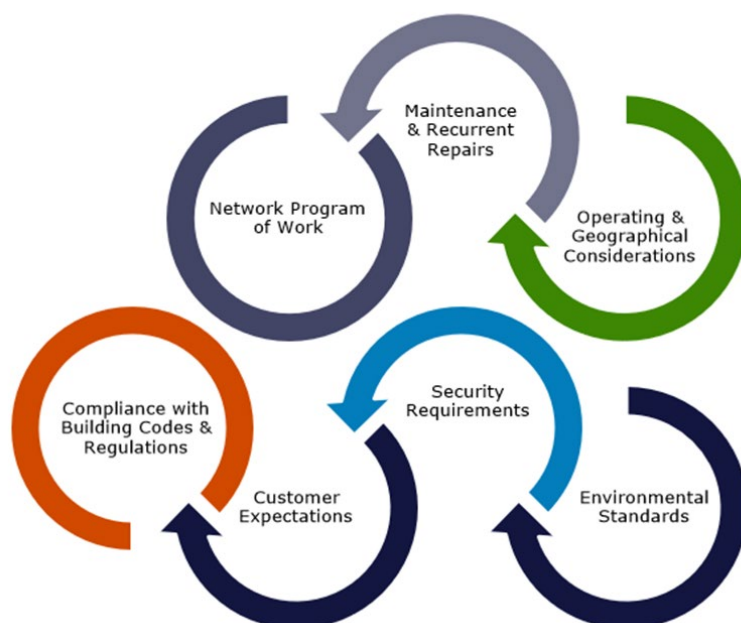 Maintenance
& Recurrent
Repairs
Network Program
of Work
Operating &
Geographical
Considerations
Security
Requirements
Compliance with
Building Codes &
Regulations
Customer
Expectations
Environmental
Standards